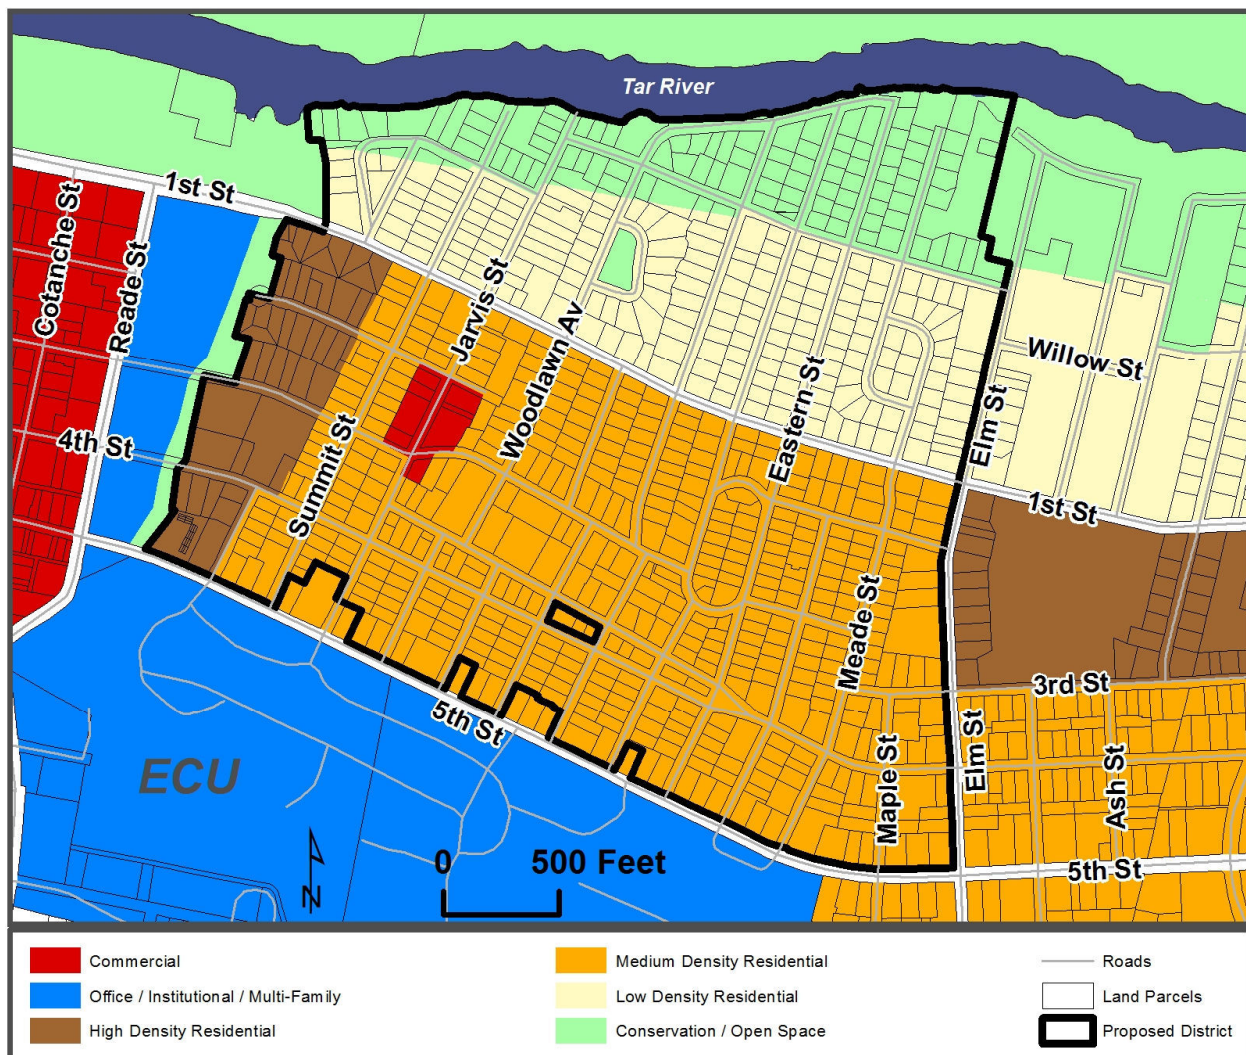 Tar River
1st St
Cotanche St
Reade St
Jarvis St
Woodlawn Av
Willow St
Eastern St
Elm St
4th St
Summit St
1st St
Meade St
3rd St
5th St
Maple St
Elm St
Ash St
ECU
0 500 Feet
N
5th St
Commercial
Medium Density Residential
Roads
Office / Institutional / Multi-Family
Low Density Residential
Land Parcels
High Density Residential
Conservation / Open Space
Proposed District